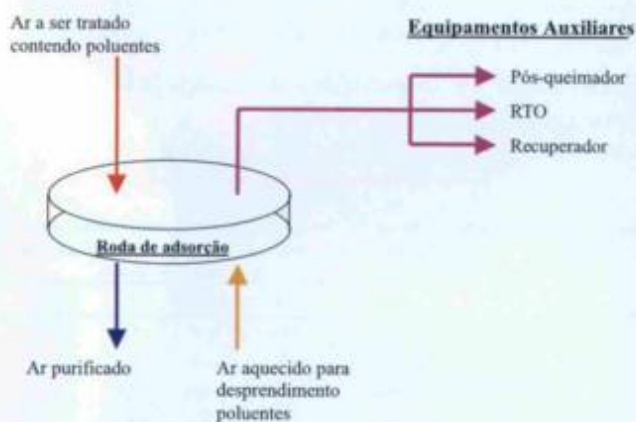 Ar a ser tratado
contendo poluentes
Equipamentos Auxiliares
Pós-queimador
RTO
Recuperador
Roda de adsorção
Ar purificado
Ar aquecido para
desprendimento
poluentes